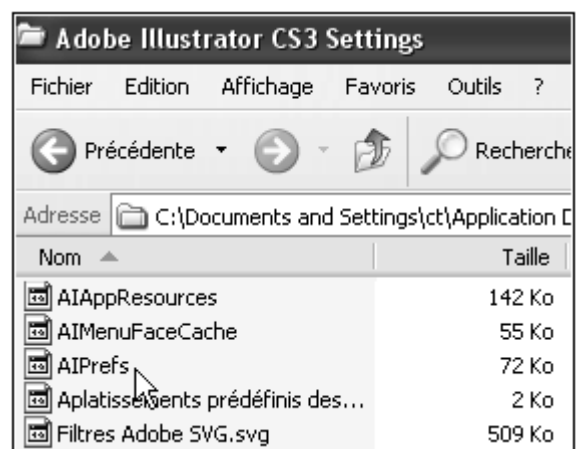 Adobe Illustrator CS3 Settings
Fichier Edition Affichage Favoris Outils ?
Précédente Recherche
Adresse C:\Documents and Settings\ct\Application D
Nom Taille
AIAppResources 142 Ko
AIMenuFaceCache 55 Ko
AIPrefs 72 Ko
Aplatissements prédéfinis des... 2 Ko
Filtres Adobe SVG.svg 509 Ko